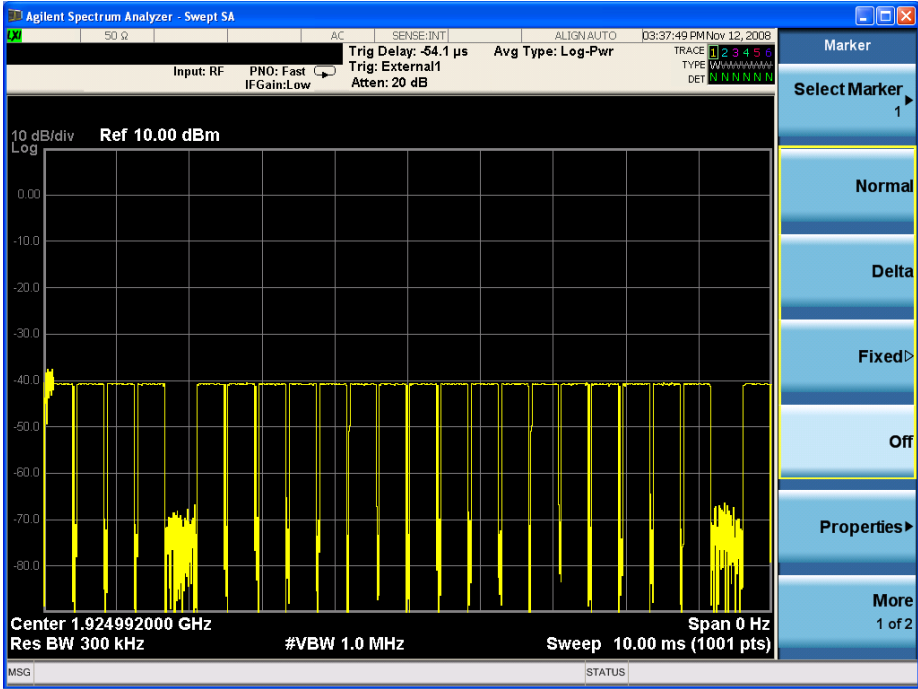 Agilent Spectrum Analyzer - Swept SA
LXI 50 Ω AC SENSE:INT ALIGN AUTO 03:37:49 PM Nov 12, 2008
Input: RF PNO: Fast IFGain:Low
Trig Delay: -54.1 µs Avg Type: Log-Pwr
Trig: External1
Atten: 20 dB
TRACE 1 2 3 4 5 6
TYPE WWWWWW
DET N N N N N N
10 dB/div Ref 10.00 dBm
Log
0.00
-10.0
-20.0
-30.0
-40.0
-50.0
-60.0
-70.0
-80.0
Center 1.924992000 GHz Span 0 Hz
Res BW 300 kHz #VBW 1.0 MHz Sweep 10.00 ms (1001 pts)
MSG STATUS
Marker
Select Marker
1
Normal
Delta
Fixed
Off
Properties
More
1 of 2